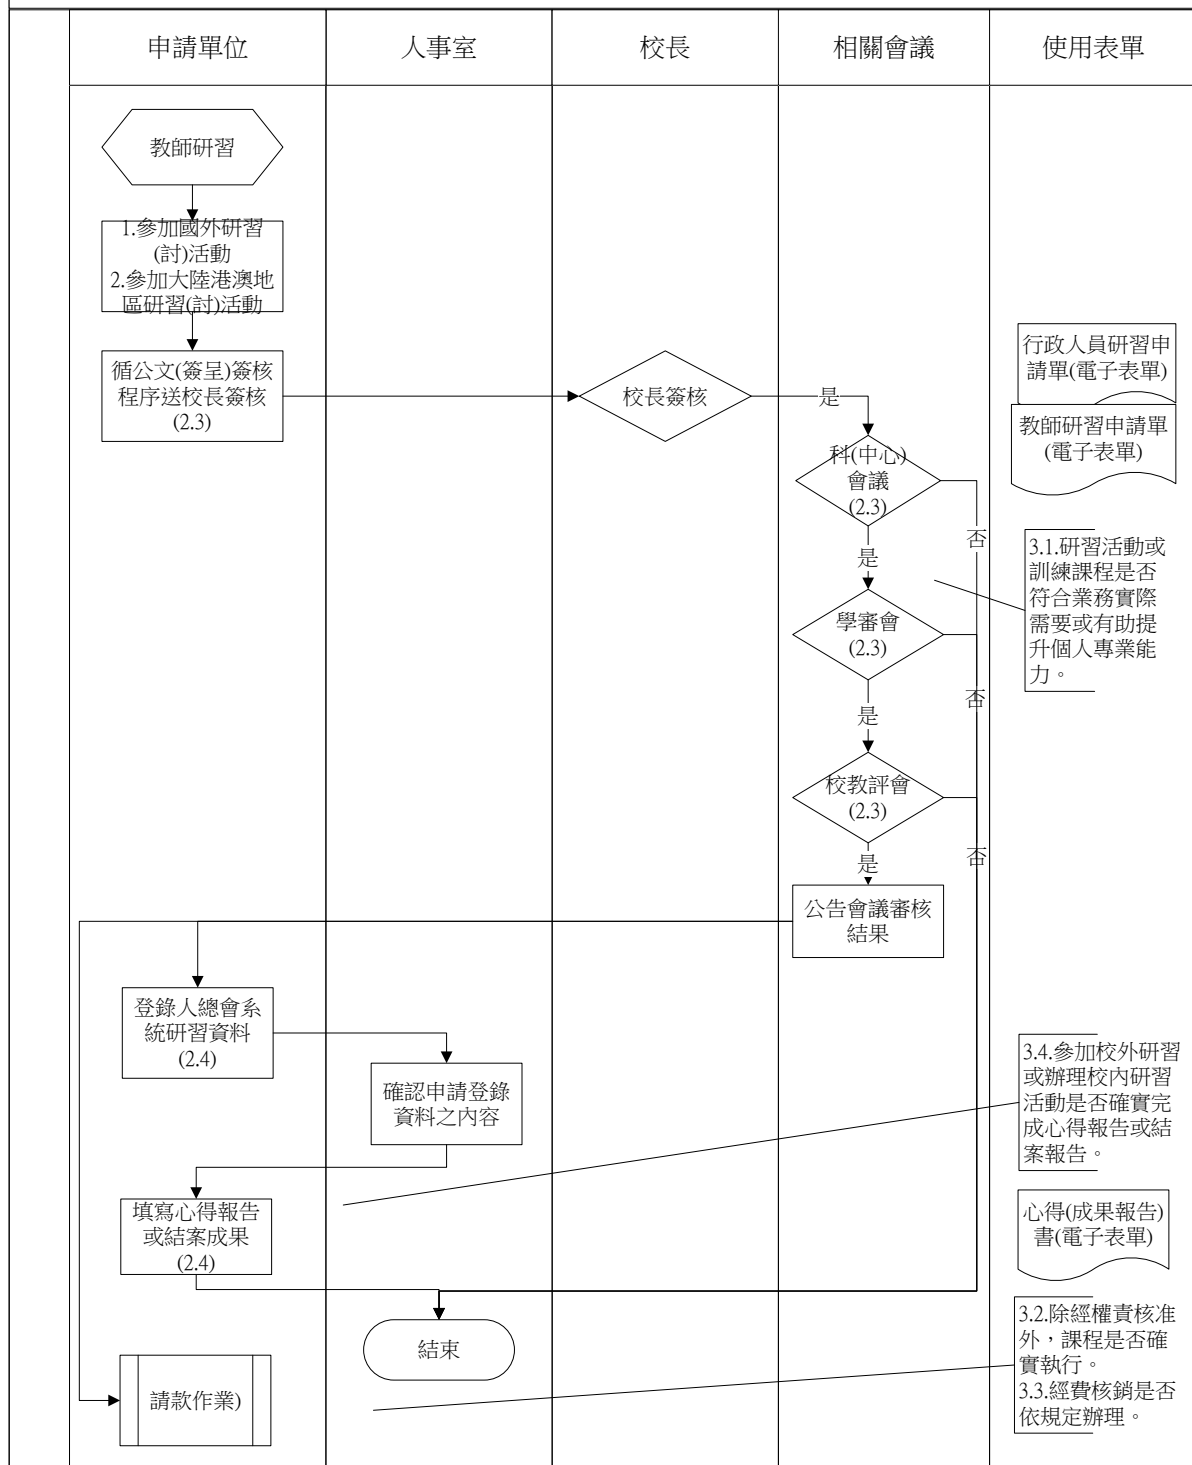 申請單位
人事室
校長
相關會議
使用表單
教師研習
1.參加國外研習
(討)活動
2.參加大陸港澳地
區研習(討)活動
循公文(簽呈)簽核
程序送校長簽核
(2.3)
校長簽核
是
科(中心)
會議
(2.3)
否
是
學審會
(2.3)
否
是
校教評會
(2.3)
否
是
公告會議審核
結果
行政人員研習申
請單(電子表單)
教師研習申請單
(電子表單)
3.1.研習活動或
訓練課程是否
符合業務實際
需要或有助提
升個人專業能
力。
登錄人總會系
統研習資料
(2.4)
確認申請登錄
資料之內容
填寫心得報告
或結案成果
(2.4)
結束
請款作業)
3.4.參加校外研習
或辦理校內研習
活動是否確實完
成心得報告或結
案報告。
心得(成果報告)
書(電子表單)
3.2.除經權責核准
外，課程是否確
實執行。
3.3.經費核銷是否
依規定辦理。